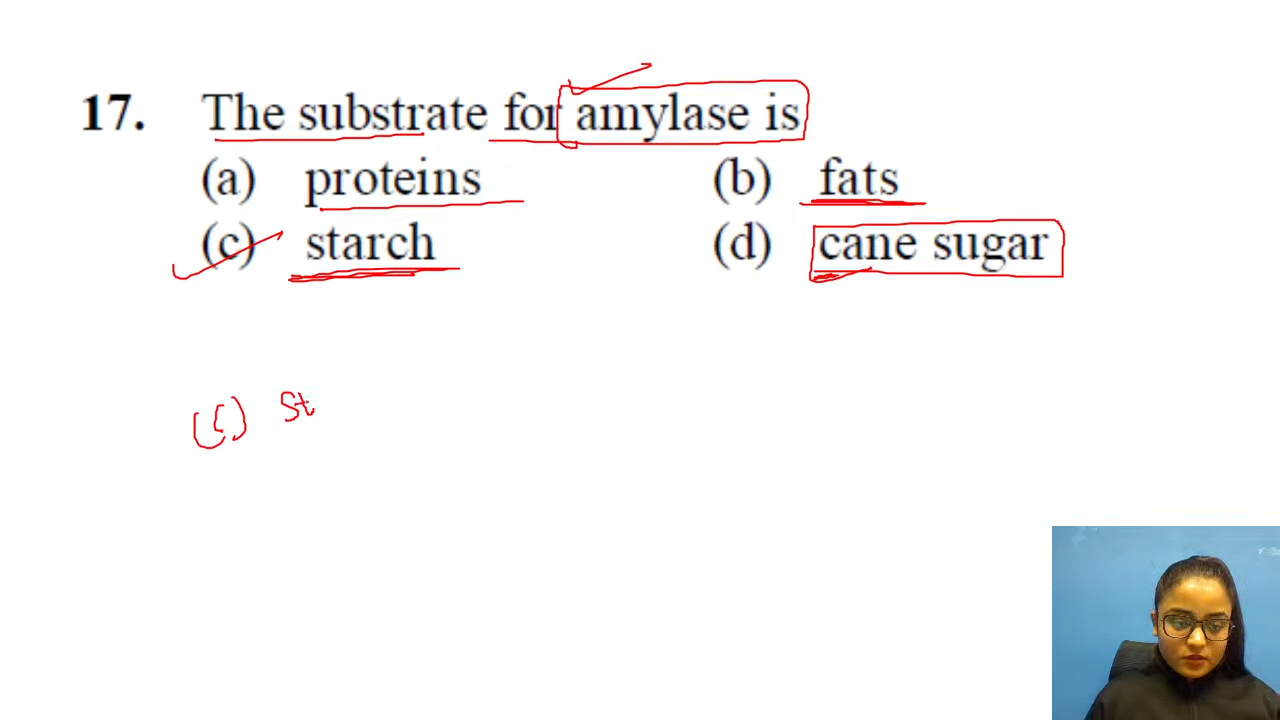 17. The substrate for amylase is
(a) proteins (b) fats
(c) starch (d) cane sugar
(c) St